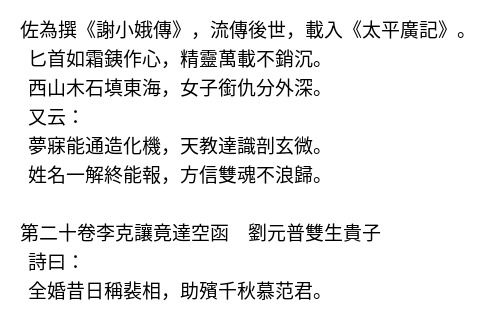 佐為撰《謝小娥傳》，流傳後世，載入《太平廣記》。
匕首如霜銕作心，精靈萬載不銷沉。
西山木石填東海，女子銜仇分外深。
又云：
夢寐能通造化機，天教達識剖玄微。
姓名一解終能報，方信雙魂不浪歸。
第二十卷李克讓竟達空函　劉元普雙生貴子
詩曰：
全婚昔日稱裴相，助殯千秋慕范君。